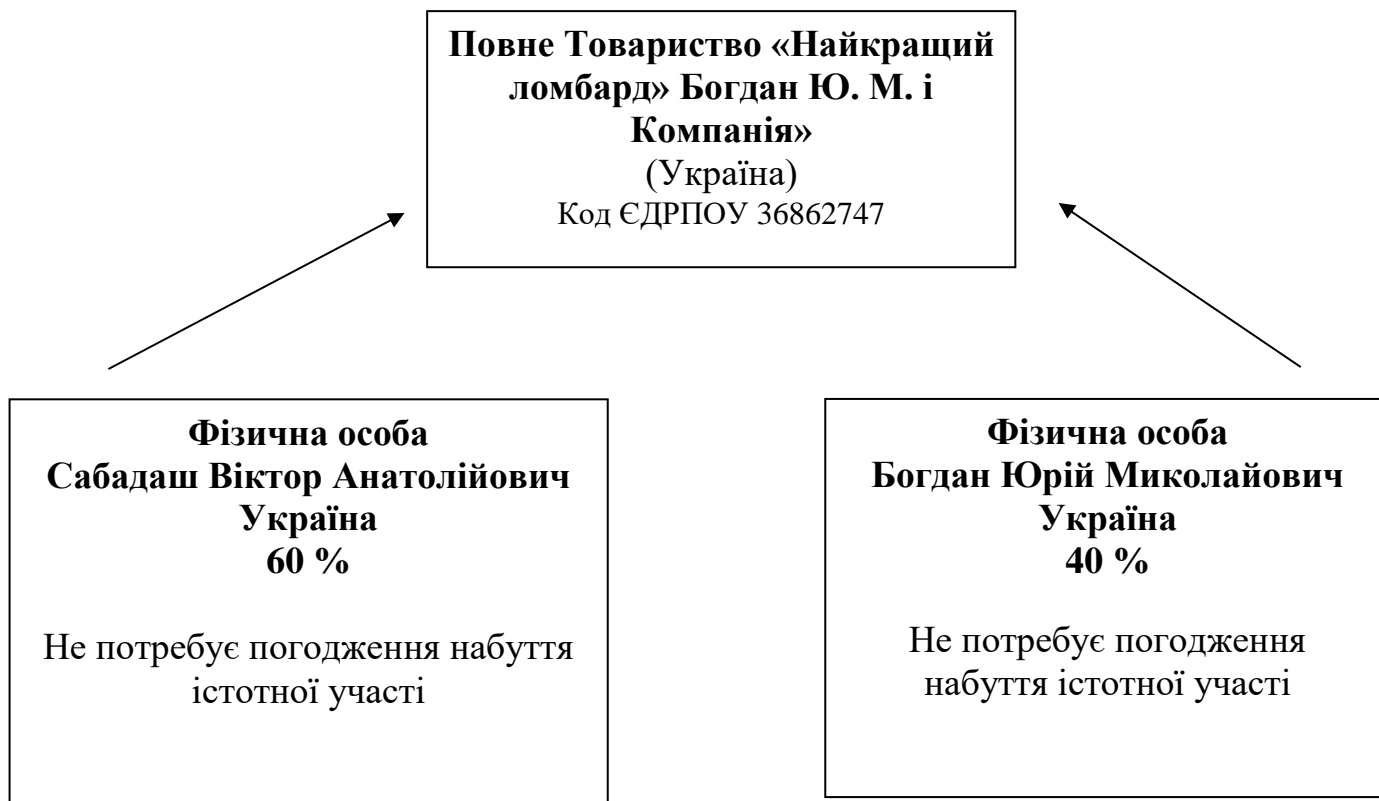 Повне Товариство «Найкращий
ломбард» Богдан Ю. М. і
Компанія»
(Україна)
Код ЄДРПОУ 36862747
Фізична особа
Сабадаш Віктор Анатолійович
Україна
60 %
Не потребує погодження набуття
істотної участі
Фізична особа
Богдан Юрій Миколайович
Україна
40 %
Не потребує погодження
набуття істотної участі